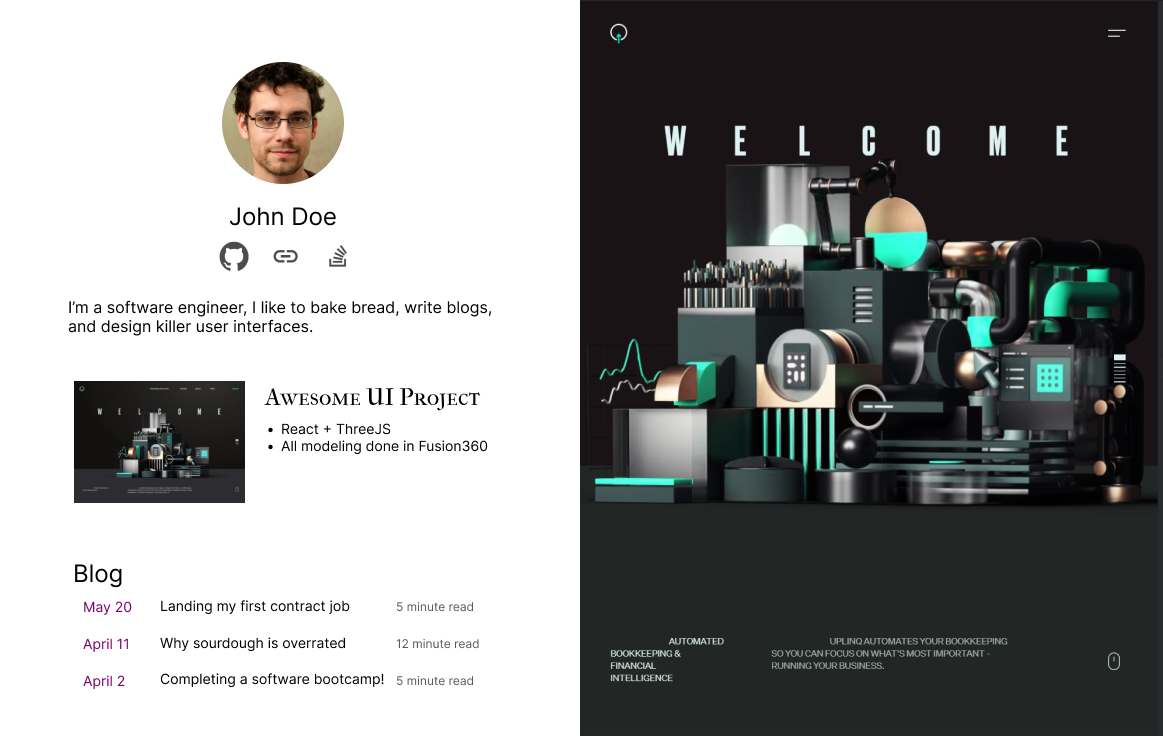 John Doe
I’m a software engineer, I like to bake bread, write blogs,
and design killer user interfaces.
W E L C O M E
Awesome UI Project
• React + ThreeJS
• All modeling done in Fusion360
Blog
May 20 Landing my first contract job 5 minute read
April 11 Why sourdough is overrated 12 minute read
April 2 Completing a software bootcamp! 5 minute read
W E L C O M E
AUTOMATED
BOOKKEEPING &
FINANCIAL
INTELLIGENCE
UPLINQ AUTOMATES YOUR BOOKKEEPING
SO YOU CAN FOCUS ON WHAT'S MOST IMPORTANT -
RUNNING YOUR BUSINESS.